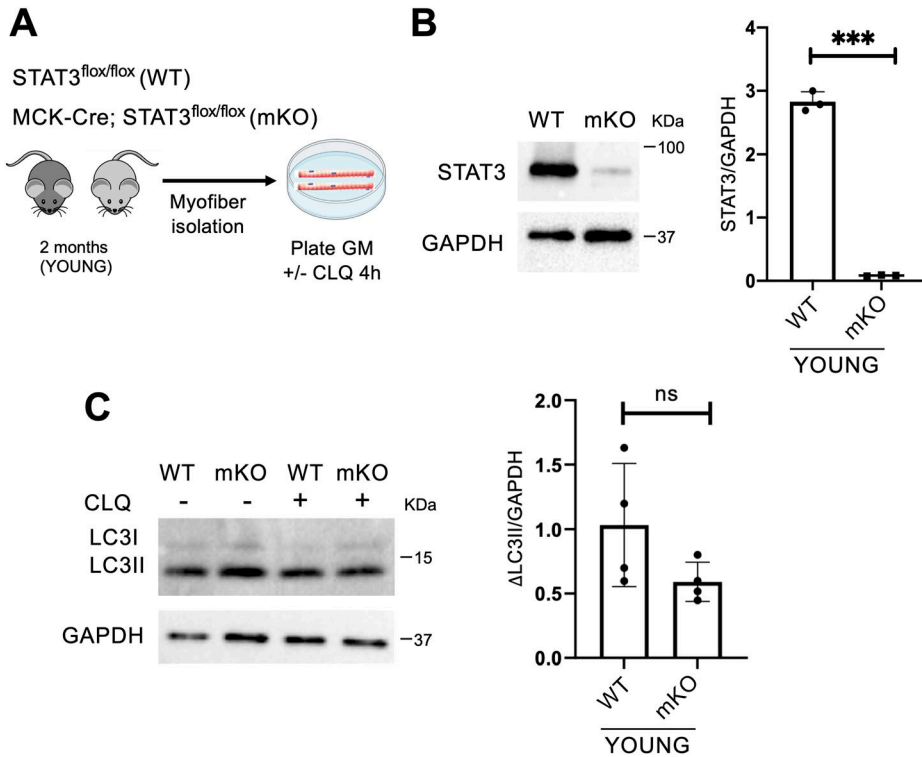 A
STAT3flox/flox (WT)
MCK-Cre; STAT3flox/flox (mKO)
Myofiber
isolation
2 months
(YOUNG)
Plate GM
+/- CLQ 4h
B
WT mKO KDa
STAT3
100
GAPDH
37
STAT3/GAPDH
4
3
2
1
0
***
WT
mKO
YOUNG
C
WT mKO WT mKO
CLQ - - + + KDa
LC3I
LC3II
15
GAPDH
37
ΔLC3II/GAPDH
2.0
1.5
1.0
0.5
0.0
ns
WT
mKO
YOUNG